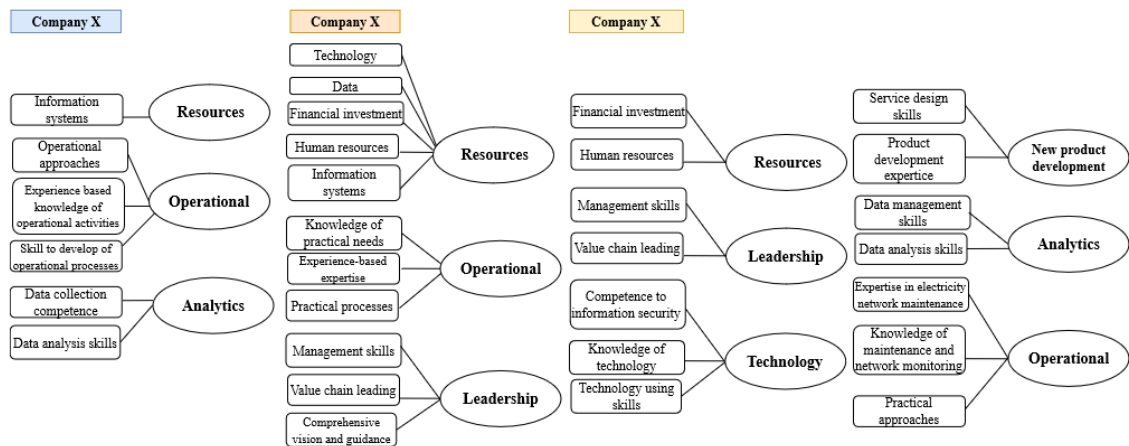 Company X
Information
systems
Resources
Operational
approaches
Experience based
knowledge of
operational activities
Operational
Skill to develop of
operational processes
Data collection
competence
Analytics
Data analysis skills
Company X
Technology
Data
Financial investment
Human resources
Resources
Information
systems
Knowledge of
practical needs
Experience-based
expertise
Operational
Practical processes
Management skills
Value chain leading
Leadership
Comprehensive
vision and guidance
Company X
Financial investment
Human resources
Resources
Management skills
Value chain leading
Leadership
Competence to
information security
Knowledge of
technology
Technology
Technology using
skills
Service design
skills
Product
development
expertice
New product
development
Data management
skills
Data analysis skills
Analytics
Expertise in electricity
network maintenance
Knowledge of
maintenance and
network monitoring
Operational
Practical
approaches